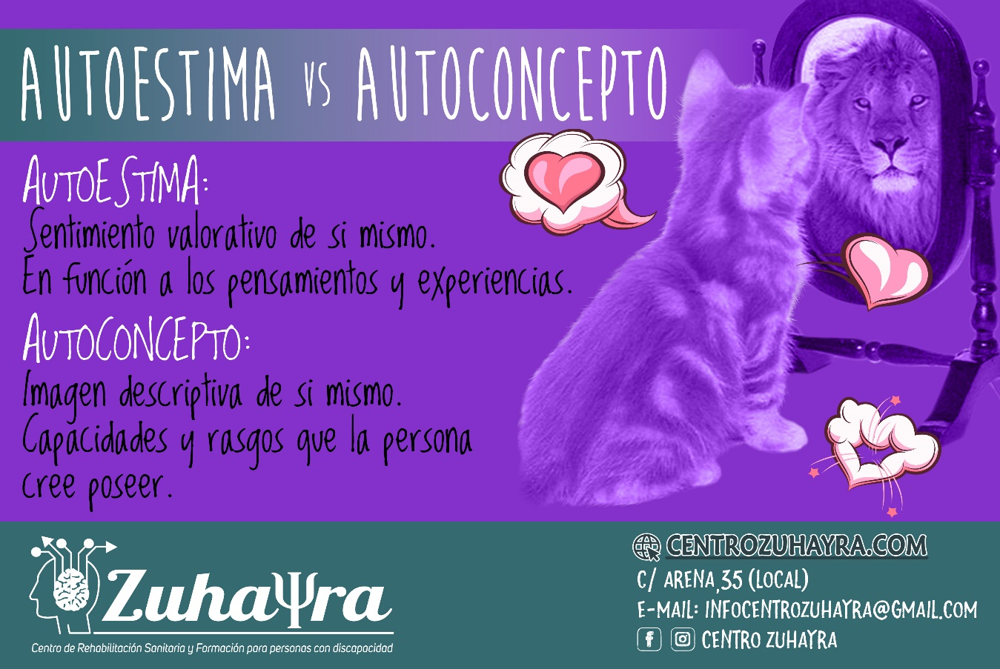 AUTOESTIMA VS AUTOCONCEPTO
AUTOESTIMA:
Sentimiento valorativo de si mismo.
En función a los pensamientos y experiencias.
AUTOCONCEPTO:
Imagen descriptiva de si mismo.
Capacidades y rasgos que la persona
cree poseer.
ZuhaΨra
Centro de Rehabilitación Sanitaria y Formación para personas con discapacidad
CENTROZUHAYRA.COM
C/ ARENA,35 (LOCAL)
E-MAIL: INFOCENTROZUHAYRA@GMAIL.COM
CENTRO ZUHAYRA